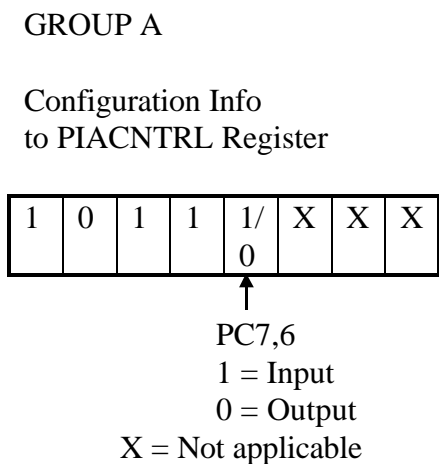 GROUP A
Configuration Info
to PIACNTRL Register
1 0 1 1 1/ X X X
0
PC7,6
1 = Input
0 = Output
X = Not applicable